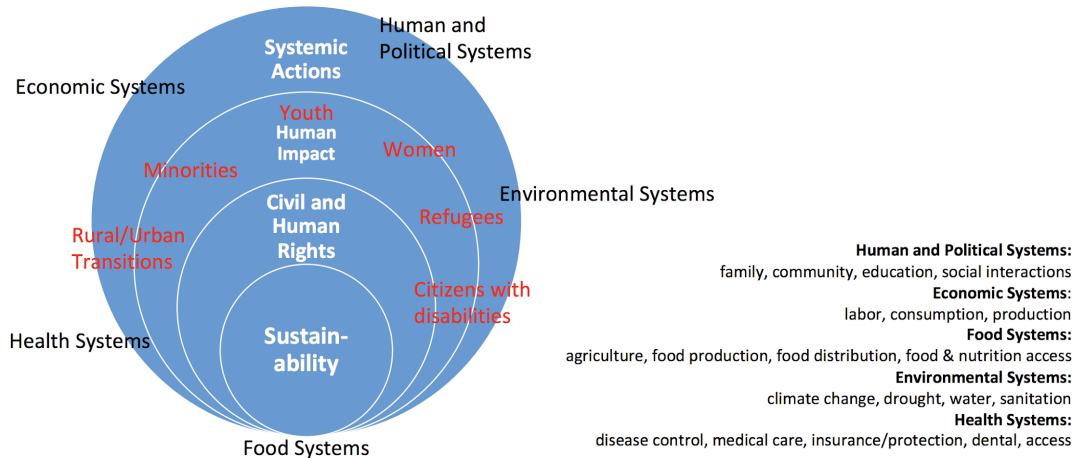 Human and
Political Systems
Systemic
Actions
Economic Systems
Youth
Human
Impact
Women
Minorities
Environmental Systems
Civil and
Human
Rights
Refugees
Rural/Urban
Transitions
Citizens with
disabilities
Health Systems
Sustain-
ability
Food Systems
Human and Political Systems:
family, community, education, social interactions
Economic Systems:
labor, consumption, production
Food Systems:
agriculture, food production, food distribution, food & nutrition access
Environmental Systems:
climate change, drought, water, sanitation
Health Systems:
disease control, medical care, insurance/protection, dental, access